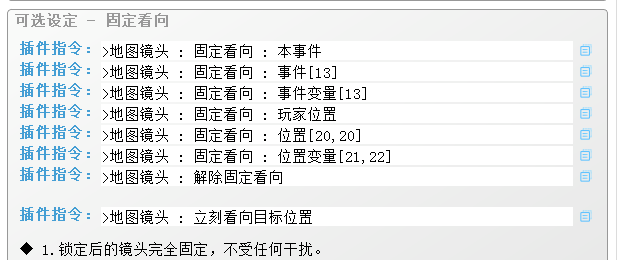 可选设定 - 固定看向
插件指令: >地图镜头 : 固定看向 : 本事件
插件指令: >地图镜头 : 固定看向 : 事件[13]
插件指令: >地图镜头 : 固定看向 : 事件变量[13]
插件指令: >地图镜头 : 固定看向 : 玩家位置
插件指令: >地图镜头 : 固定看向 : 位置[20,20]
插件指令: >地图镜头 : 固定看向 : 位置变量[21,22]
插件指令: >地图镜头 : 解除固定看向
插件指令: >地图镜头 : 立刻看向目标位置
◆ 1.锁定后的镜头完全固定，不受任何干扰。